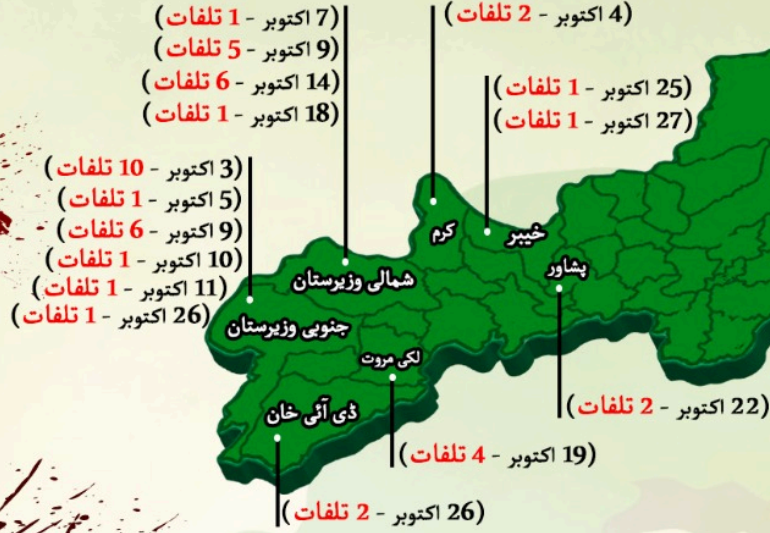 (7 اکتوبر - 1 تلفات)
(9 اکتوبر - 5 تلفات)
(14 اکتوبر - 6 تلفات)
(18 اکتوبر - 1 تلفات)
(4 اکتوبر - 2 تلفات)
(25 اکتوبر - 1 تلفات)
(27 اکتوبر - 1 تلفات)
(3 اکتوبر - 10 تلفات)
(5 اکتوبر - 1 تلفات)
(9 اکتوبر - 6 تلفات)
(10 اکتوبر - 1 تلفات)
(11 اکتوبر - 1 تلفات)
(26 اکتوبر - 1 تلفات)
کرم
خیبر
پشاور
شمالی وزیرستان
جنوبی وزیرستان
لکی مروت
ڈی آئی خان
(22 اکتوبر - 2 تلفات)
(19 اکتوبر - 4 تلفات)
(26 اکتوبر - 2 تلفات)